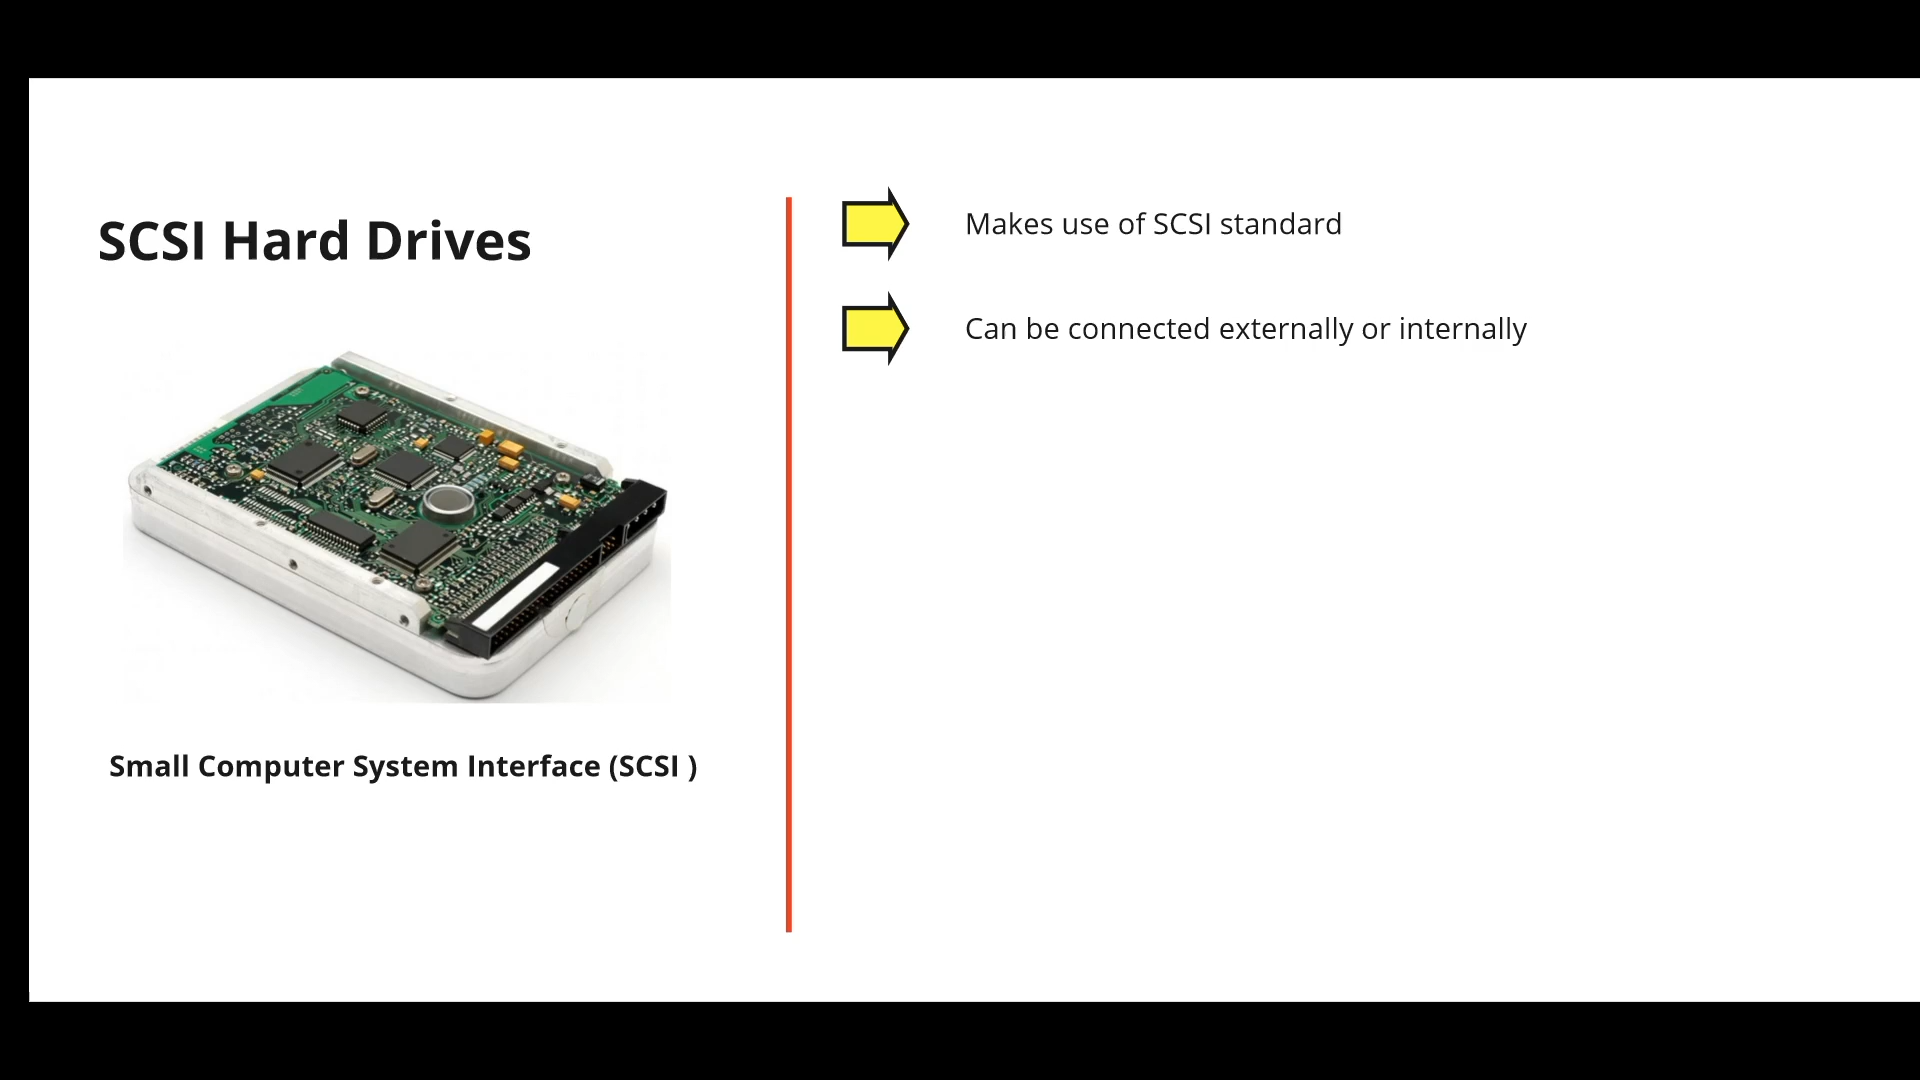 SCSI Hard Drives
Small Computer System Interface (SCSI )
Makes use of SCSI standard
Can be connected externally or internally